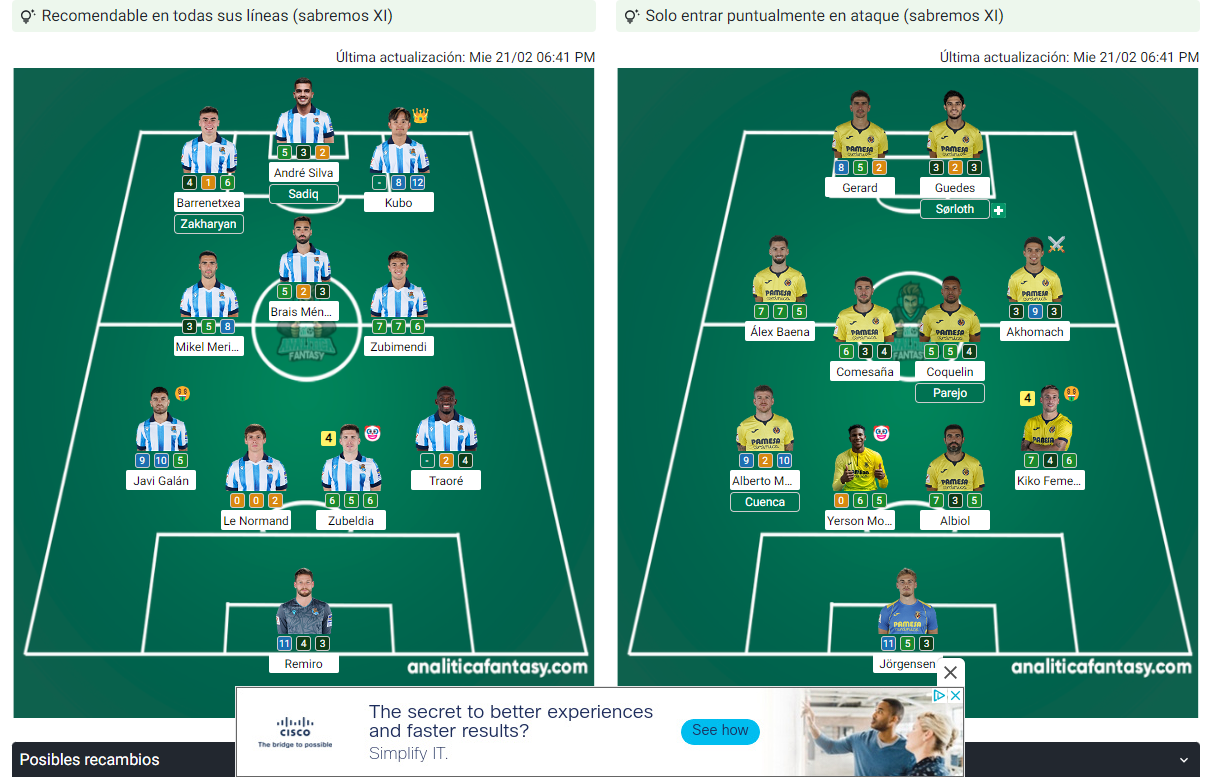 Recomendable en todas sus líneas (sabremos XI)
Última actualización: Mie 21/02 06:41 PM
5 3 2
André Silva
Sadiq
4 1 6
Barrenetxea
Zakharyan
- 8 12
Kubo
5 2 3
Brais Mén...
3 5 8
Mikel Meri...
7 7 6
Zubimendi
9 10 5
Javi Galán
0 0 2
Le Normand
4
6 5 6
Zubeldia
- 2 4
Traoré
11 4 3
Remiro
analiticafantasy.com
Solo entrar puntualmente en ataque (sabremos XI)
Última actualización: Mie 21/02 06:41 PM
8 5 2
Gerard
3 2 3
Guedes
Sørloth
7 7 5
Álex Baena
6 3 4
Comesaña
5 5 4
Coquelin
Parejo
3 9 3
Akhomach
9 2 10
Alberto M...
Cuenca
0 6 5
Yerson Mo...
7 3 5
Albiol
4
7 4 6
Kiko Feme...
11 5 3
Jörgensen
analiticafantasy.com
CISCO
The bridge to possible
The secret to better experiences
and faster results?
Simplify IT.
See how
Posibles recambios